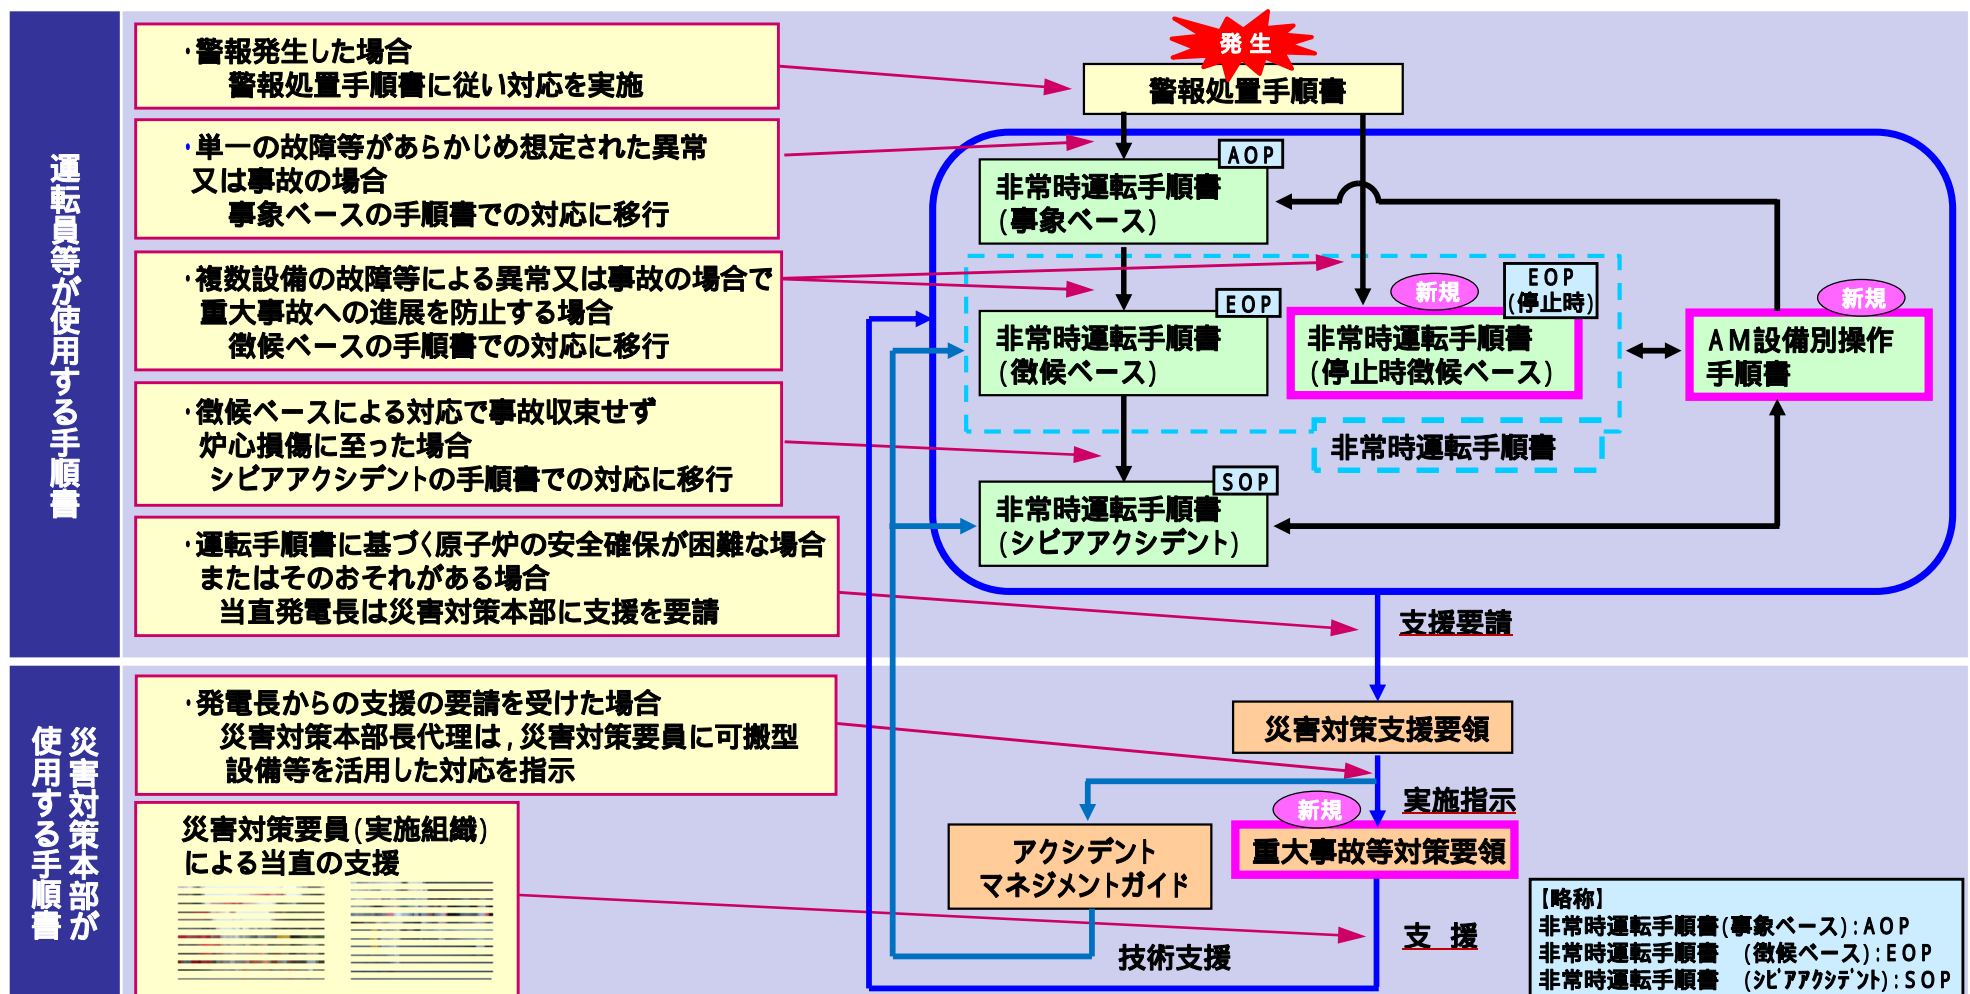 運転員等が使用する手順書
・警報発生した場合
警報処置手順書に従い対応を実施
・単一の故障等があらかじめ想定された異常
又は事故の場合
事象ベースの手順書での対応に移行
・複数設備の故障等による異常又は事故の場合で
重大事故への進展を防止する場合
徴候ベースの手順書での対応に移行
・徴候ベースによる対応で事故収束せず
炉心損傷に至った場合
シビアアクシデントの手順書での対応に移行
・運転手順書に基づく原子炉の安全確保が困難な場合
またはそのおそれがある場合
当直発電長は災害対策本部に支援を要請
発生
警報処置手順書
AOP
非常時運転手順書
(事象ベース)
EOP
非常時運転手順書
(徴候ベース)
新規
EOP
(停止時)
非常時運転手順書
(停止時徴候ベース)
新規
AM設備別操作
手順書
非常時運転手順書
SOP
非常時運転手順書
(シビアアクシデント)
支援要請
災害対策本部が
使用する手順書
・発電長からの支援の要請を受けた場合
災害対策本部長代理は,災害対策要員に可搬型
設備等を活用した対応を指示
災害対策要員(実施組織)
による当直の支援
災害対策支援要領
実施指示
新規
重大事故等対策要領
アクシデント
マネジメントガイド
技術支援
支 援
【略称】
非常時運転手順書(事象ベース):AOP
非常時運転手順書 (徴候ベース):EOP
非常時運転手順書 (シビアアクシデント):SOP